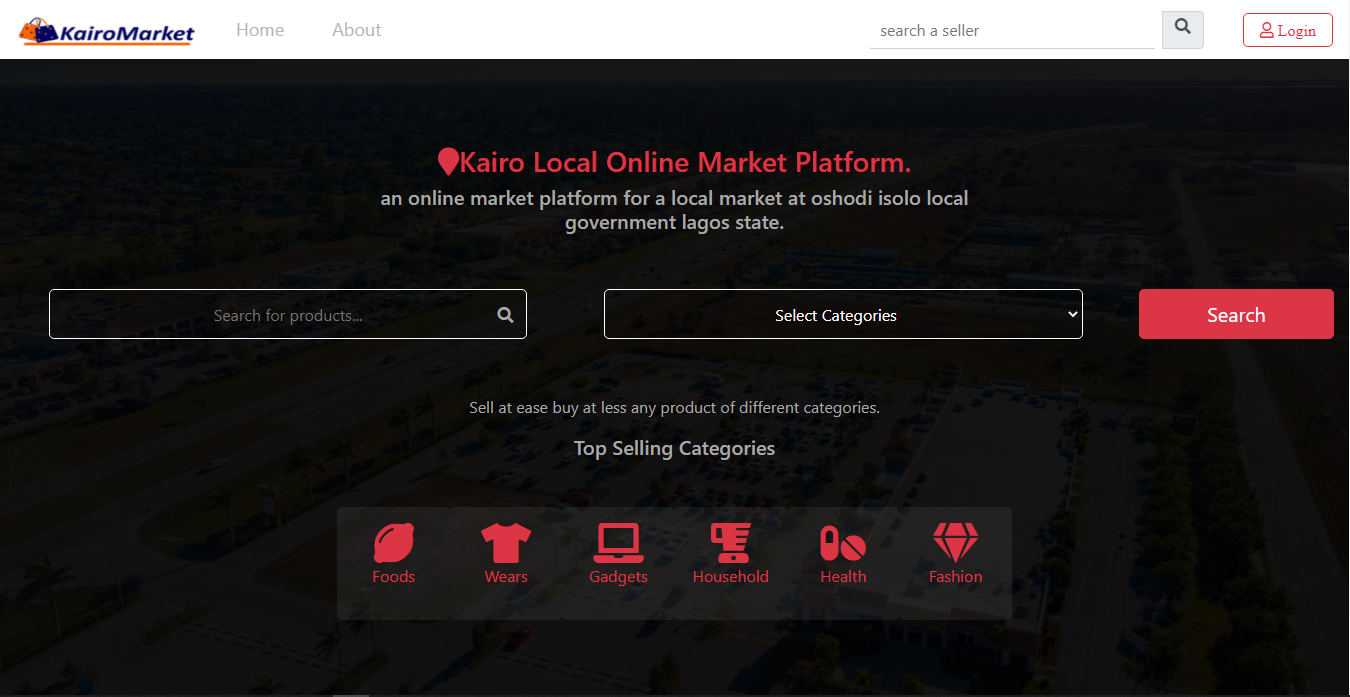 KairoMarket
Home
About
search a seller
Login
Kairo Local Online Market Platform.
an online market platform for a local market at oshodi isolo local
government lagos state.
Search for products...
Select Categories
Search
Sell at ease buy at less any product of different categories.
Top Selling Categories
Foods
Wears
Gadgets
Household
Health
Fashion